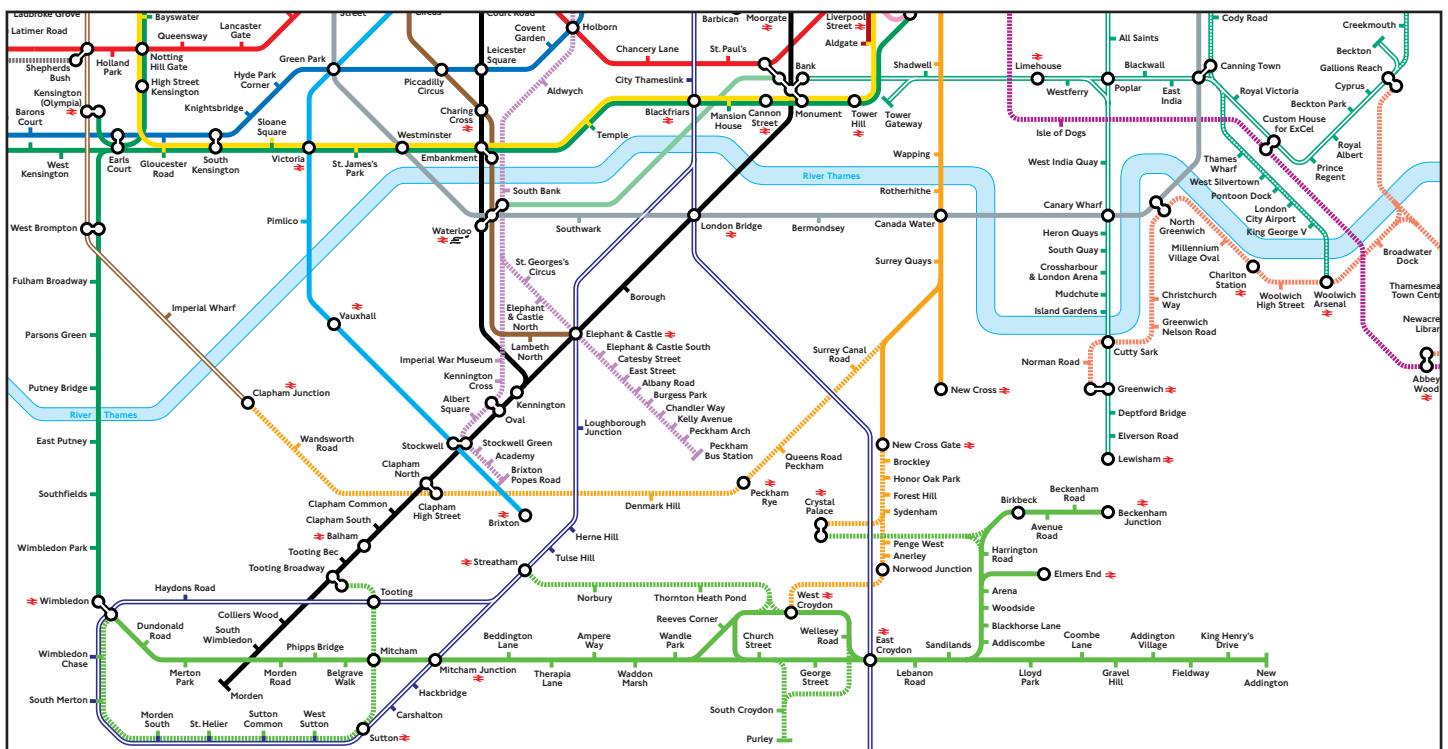 Ladbroke Grove
Latimer Road
Bayswater
Queensway
Lancaster
Gate
Street
Circus
Court Road
Holborn
Covent
Garden
Barbican
Moorgate
Liverpool
Street
Aldgate
Cody Road
Creekmouth
Beckton
All Saints
Shepherds
Bush
Holland
Park
Notting
Hill Gate
High Street
Kensington
Kensington
(Olympia)
Barons
Court
Hyde Park
Corner
Knightsbridge
Sloane
Square
Green Park
Piccadilly
Circus
Leicester
Square
Charing
Cross
Aldwych
Chancery Lane
St. Paul's
City Thameslink
Bank
Shadwell
Limehouse
Westferry
Poplar
Blackwall
East
India
Canning Town
Royal Victoria
Gallions Reach
Cyprus
Beckton Park
Custom House
for ExCel
Royal
Albert
Prince
Regent
West
Kensington
Earls
Court
Gloucester
Road
South
Kensington
Victoria
St. James's
Park
Westminster
Embankment
Temple
Blackfriars
Mansion
House
Cannon
Street
Monument
Tower
Hill
Tower
Gateway
Isle of Dogs
Thames
Wharf
West Silvertown
Pontoon Dock
London
City Airport
King George V
Wapping
Rotherhithe
West India Quay
River Thames
South Bank
Pimlico
West Brompton
Waterloo
Southwark
London Bridge
Bermondsey
Canada Water
Canary Wharf
North
Greenwich
Heron Quays
South Quay
Crossharbour
& London Arena
Mudchute
Island Gardens
Millennium
Village Oval
Charlton
Station
Woolwich
High Street
Woolwich
Arsenal
Broadwater
Dock
Thamesmea
Town Centr
Newacre
Librar
Abbey
Wood
Fulham Broadway
Parsons Green
Putney Bridge
River Thames
East Putney
Southfields
Wimbledon Park
Imperial Wharf
Clapham Junction
Wandsworth
Road
Vauxhall
St. Georges's
Circus
Elephant
& Castle
North
Lambeth
North
Borough
Surrey Quays
Christchurch
Way
Greenwich
Nelson Road
Cutty Sark
Norman Road
Greenwich
Deptford Bridge
Elverson Road
Lewisham
New Cross
Surrey Canal
Road
Elephant & Castle
Elephant & Castle South
Catesby Street
East Street
Albany Road
Burgess Park
Chandler Way
Kelly Avenue
Peckham Arch
Peckham
Bus Station
Imperial War Museum
Kennington
Cross
Albert
Square
Kennington
Oval
Stockwell
Stockwell Green
Academy
Brixton
Popes Road
Brixton
Loughborough
Junction
Clapham
North
Clapham
High Street
Clapham Common
Clapham South
Balham
Tooting Bec
Tooting Broadway
Denmark Hill
Peckham
Rye
Queens Road
Peckham
New Cross Gate
Brockley
Honor Oak Park
Forest Hill
Sydenham
Penge West
Anerley
Norwood Junction
Crystal
Palace
Birkbeck
Beckenham
Road
Avenue
Road
Beckenham
Junction
Harrington
Road
Elmers End
Arena
Woodside
Blackhorse Lane
Addiscombe
Herne Hill
Tulse Hill
Streatham
Norbury
Thornton Heath Pond
West
Croydon
Wimbledon
Haydons Road
Tooting
Colliers Wood
South
Wimbledon
Morden
Dundonald
Road
Merton
Park
Morden
Road
Phipps Bridge
Belgrave
Walk
Mitcham
Mitcham Junction
Beddington
Lane
Therapia
Lane
Ampere
Way
Waddon
Marsh
Wandle
Park
Reeves Corner
Church
Street
George
Street
Wellesey
Road
East
Croydon
Lebanon
Road
Sandilands
Lloyd
Park
Coombe
Lane
Gravel
Hill
Addington
Village
Fieldway
King Henry's
Drive
New
Addington
Wimbledon
Chase
South Merton
Morden
South
St. Helier
Sutton
Common
West
Sutton
Sutton
Hackbridge
Carshalton
South Croydon
Purley